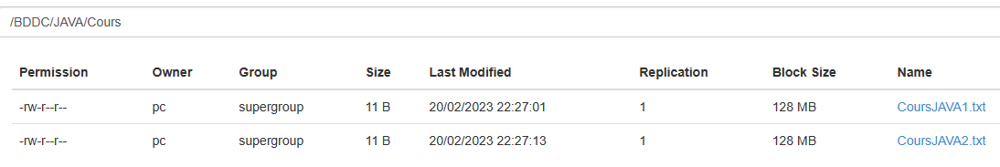 /BDDC/JAVA/Cours
Permission Owner Group Size Last Modified Replication Block Size Name
-rw-r--r-- pc supergroup 11 B 20/02/2023 22:27:01 1 128 MB CoursJAVA1.txt
-rw-r--r-- pc supergroup 11 B 20/02/2023 22:27:13 1 128 MB CoursJAVA2.txt